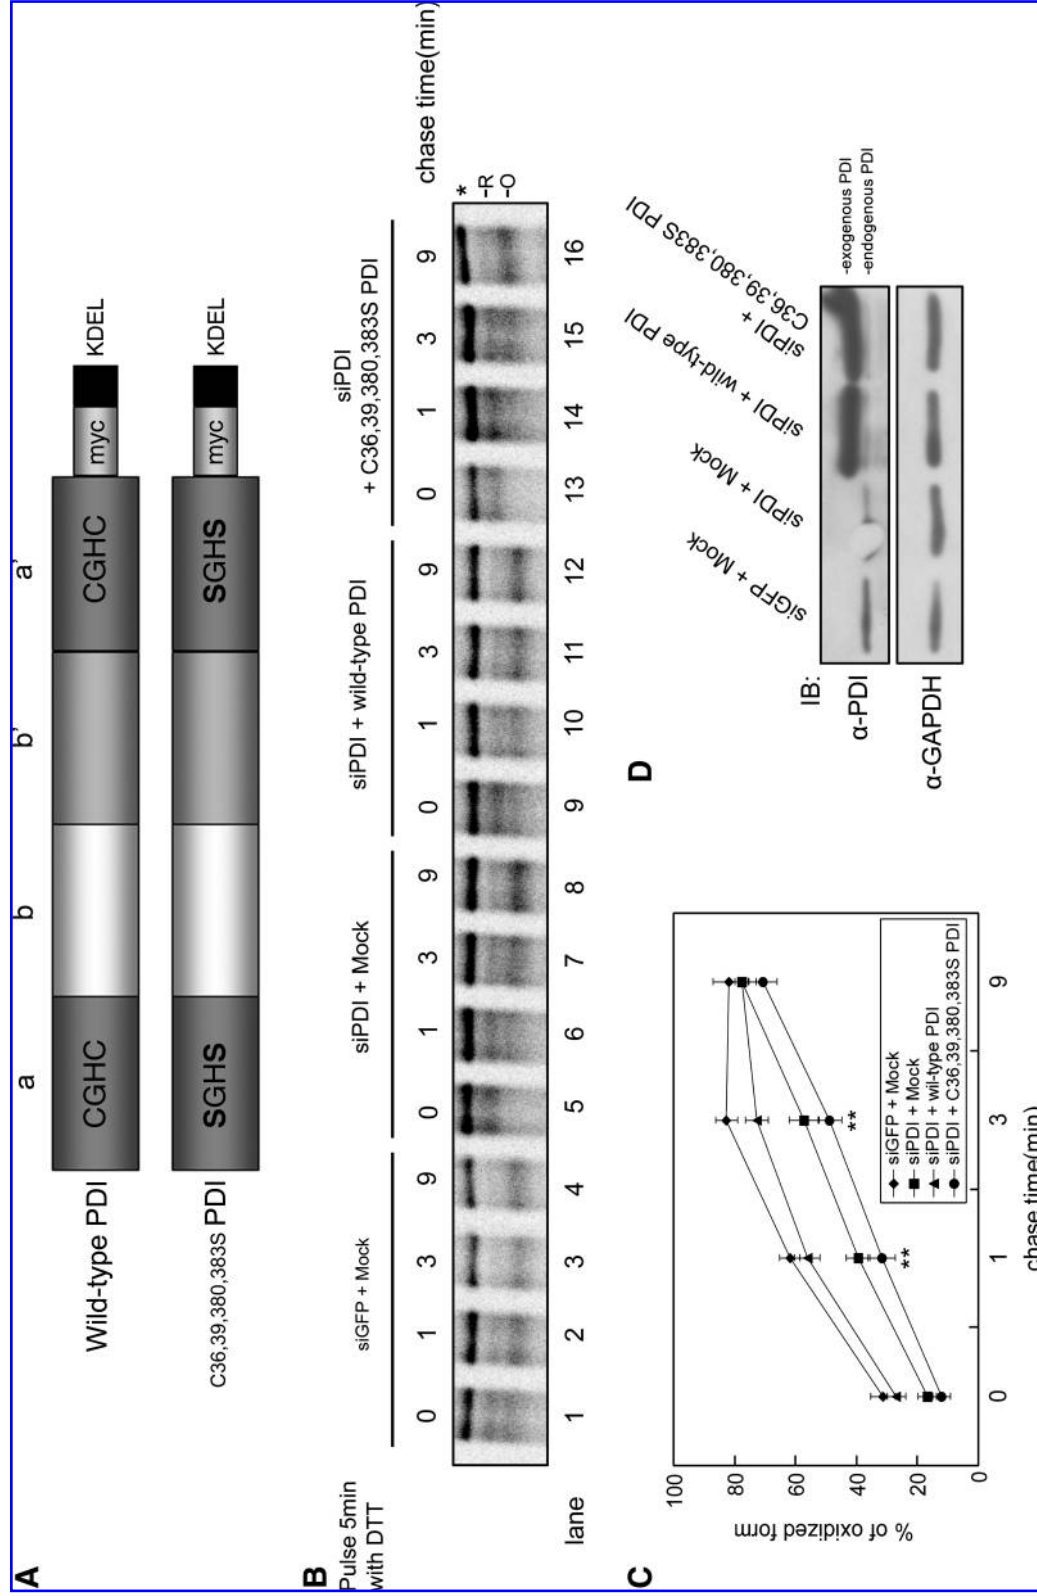 A
a
b
b'
a'
Wild-type PDI
CGHC
CGHC
myc
KDEL
C36,39,380,383S PDI
SGHS
SGHS
myc
KDEL
B
Pulse 5min
with DTT
siGFP + Mock
siPDI + Mock
siPDI + wild-type PDI
siPDI
+ C36,39,380,383S PDI
0 1 3 9 0 1 3 9 0 1 3 9 0 1 3 9 chase time(min)
*
-R
-O
lane 1 2 3 4 5 6 7 8 9 10 11 12 13 14 15 16
C
% of oxidized form
100
80
60
40
20
0
**
**
siGFP + Mock
siPDI + Mock
siPDI + wil-type PDI
siPDI + C36,39,380,383S PDI
0 1 3 9
chase time(min)
D
siGFP + Mock
siPDI + Mock
siPDI + wild-type PDI
siPDI +
C36,39,380,383S PDI
IB:
α-PDI
-exogenous PDI
-endogenous PDI
α-GAPDH